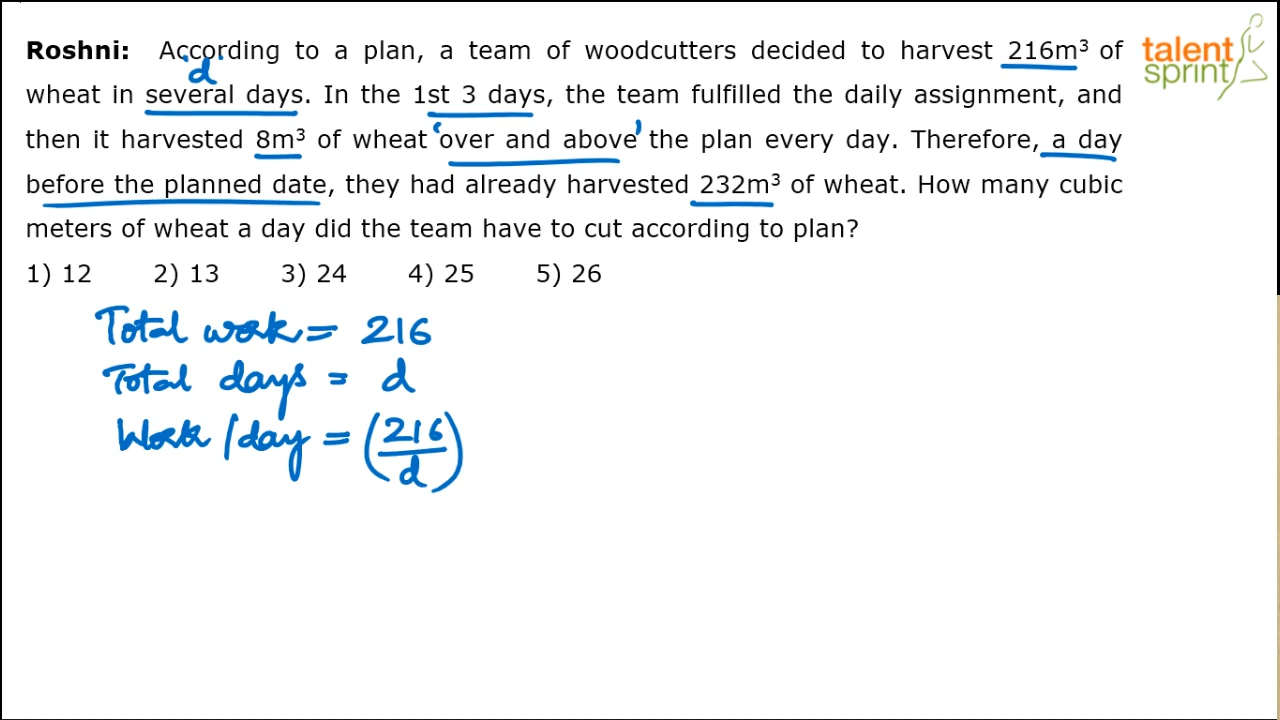 Roshni: According to a plan, a team of woodcutters decided to harvest 216m³ of
'd'
wheat in several days. In the 1st 3 days, the team fulfilled the daily assignment, and
then it harvested 8m³ of wheat 'over and above' the plan every day. Therefore, a day
before the planned date, they had already harvested 232m³ of wheat. How many cubic
meters of wheat a day did the team have to cut according to plan?
1) 12 2) 13 3) 24 4) 25 5) 26
talent
sprint
Total work = 216
Total days = d
Work/day = (216/d)